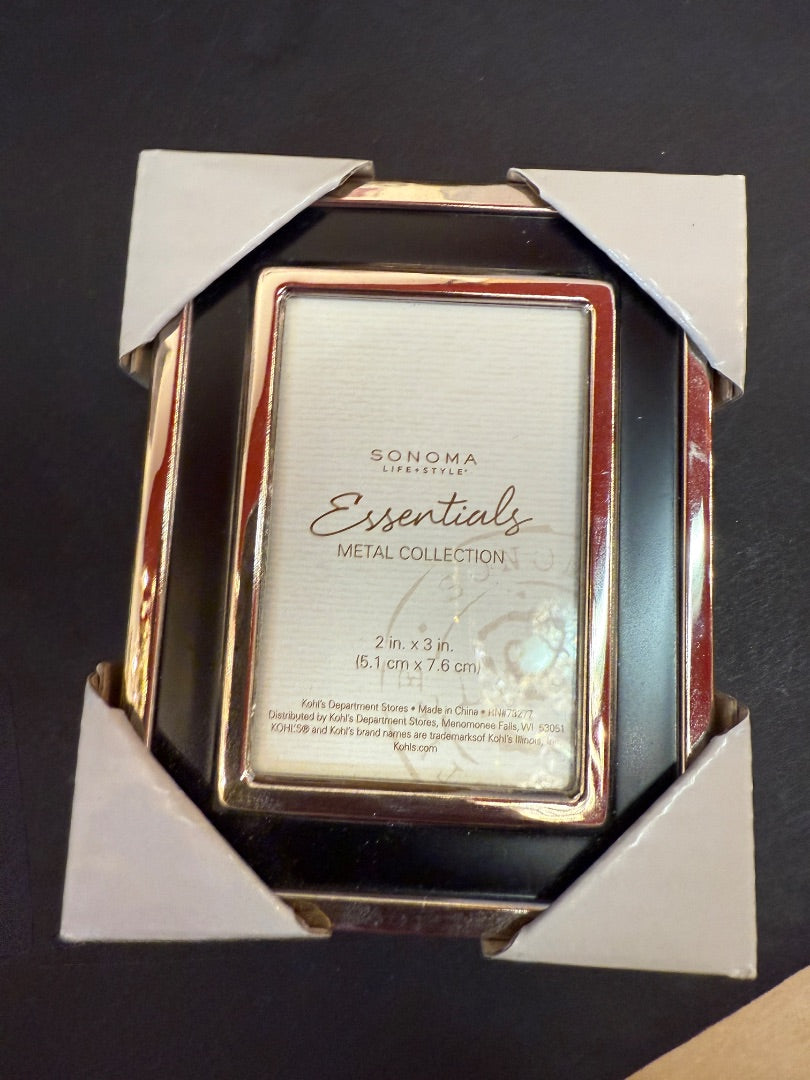 SONOMA
LIFE+STYLE®
Essentials
METAL COLLECTION
2 in. x 3 in.
(5.1 cm x 7.6 cm)
Kohl's Department Stores • Made in China • RN#73277
Distributed by Kohl's Department Stores, Menomonee Falls, WI 53051
KOHL'S® and Kohl's brand names are trademarksof Kohl's Illinois, Inc.
Kohls.com